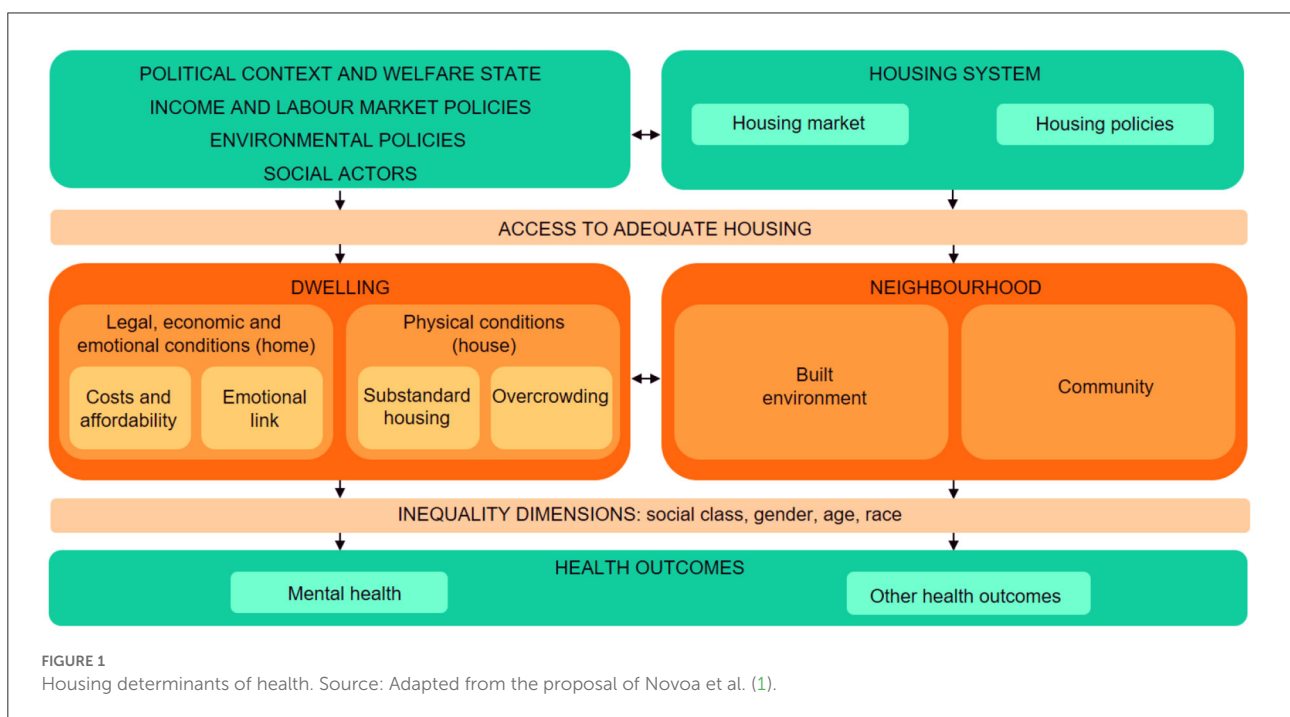 POLITICAL CONTEXT AND WELFARE STATE
INCOME AND LABOUR MARKET POLICIES
ENVIRONMENTAL POLICIES
SOCIAL ACTORS
HOUSING SYSTEM
Housing market
Housing policies
ACCESS TO ADEQUATE HOUSING
DWELLING
Legal, economic and
emotional conditions (home)
Costs and
affordability
Emotional
link
Physical conditions
(house)
Substandard
housing
Overcrowding
NEIGHBOURHOOD
Built
environment
Community
INEQUALITY DIMENSIONS: social class, gender, age, race
HEALTH OUTCOMES
Mental health
Other health outcomes
FIGURE 1
Housing determinants of health. Source: Adapted from the proposal of Novoa et al. (1).